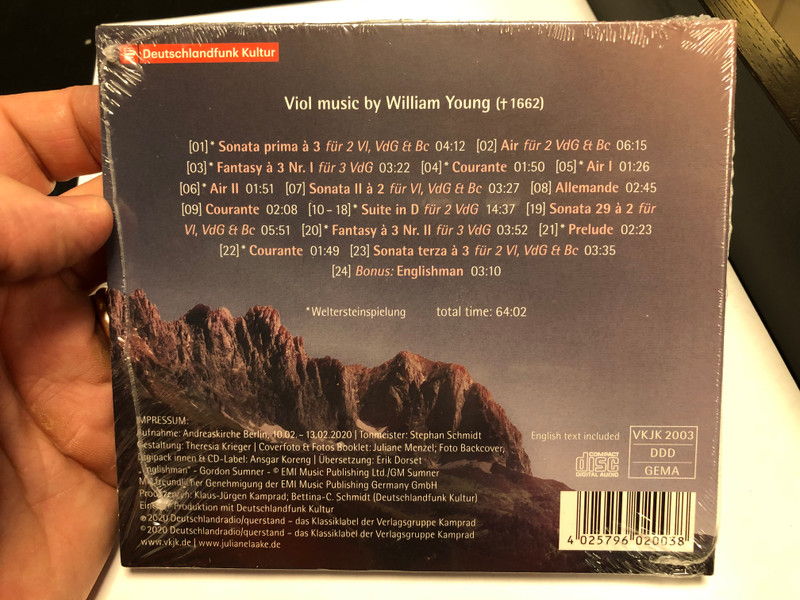 Deutschlandfunk Kultur
Viol music by William Young (†1662)
[01]* Sonata prima à 3 für 2 Vl, VdG & Bc 04:12 [02] Air für 2 VdG & Bc 06:15
[03]* Fantasy à 3 Nr. I für 3 VdG 03:22 [04]* Courante 01:50 [05]* Air I 01:26
[06]* Air II 01:51 [07] Sonata II à 2 für Vl, VdG & Bc 03:27 [08] Allemande 02:45
[09] Courante 02:08 [10–18]* Suite in D für 2 VdG 14:37 [19] Sonata 29 à 2 für
Vl, VdG & Bc 05:51 [20]* Fantasy à 3 Nr. II für 3 VdG 03:52 [21]* Prelude 02:23
[22]* Courante 01:49 [23] Sonata terza à 3 für 2 Vl, VdG & Bc 03:35
[24] Bonus: Englishman 03:10
*Weltersteinspielung total time: 64:02
IMPRESSUM:
Aufnahme: Andreaskirche Berlin, 10.02. – 13.02.2020 | Tonmeister: Stephan Schmidt
Gestaltung: Theresia Krieger | Coverfoto & Fotos Booklet: Juliane Menzel; Foto Backcover,
Digipack innen & CD-Label: Ansgar Koreng | Übersetzung: Erik Dorset
"Englishman" - Gordon Sumner - © EMI Music Publishing Ltd./GM Sumner
Mit freundl. der Genehmigung der EMI Music Publishing Germany GmbH
Produzenten: Klaus-Jürgen Kamprad; Bettina-C. Schmidt (Deutschlandfunk Kultur)
Eine Produktion mit Deutschlandfunk Kultur
℗ 2020 Deutschlandradio/querstand – das Klassiklabel der Verlagsgruppe Kamprad
© 2020 Deutschlandradio/querstand – das Klassiklabel der Verlagsgruppe Kamprad
www.vkjk.de | www.julianelaake.de
English text included
COMPACT
disc
DIGITAL AUDIO
VKJK 2003
DDD
GEMA
4 025796 020038